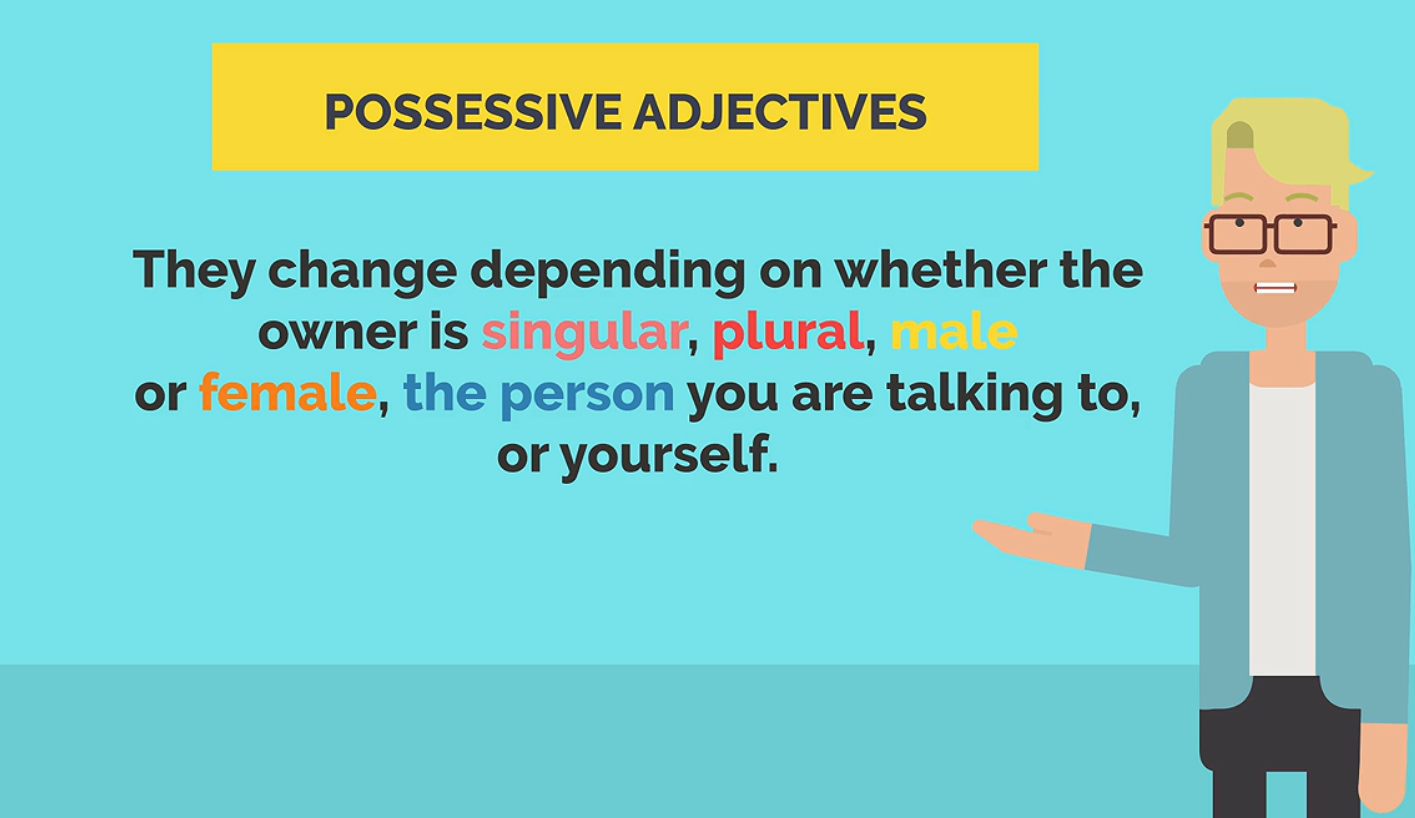 POSSESSIVE ADJECTIVES
They change depending on whether the
owner is singular, plural, male
or female, the person you are talking to,
or yourself.